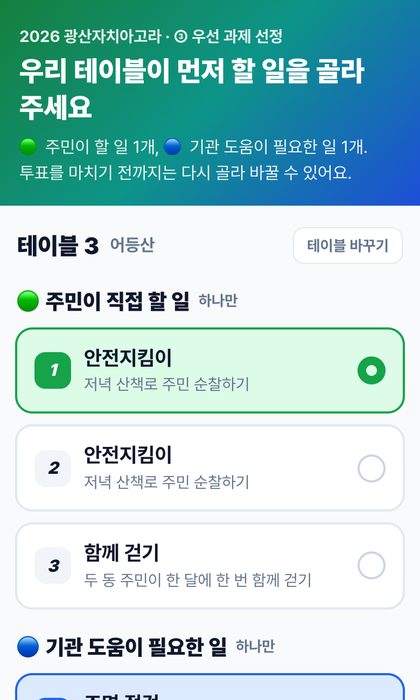 2026 광산자치아고라 · ③ 우선 과제 선정
우리 테이블이 먼저 할 일을 골라
주세요
주민이 할 일 1개, 기관 도움이 필요한 일 1개.
투표를 마치기 전까지는 다시 골라 바꿀 수 있어요.
테이블 3 어등산 테이블 바꾸기
주민이 직접 할 일 하나만
1 안전지킴이
저녁 산책로 주민 순찰하기
2 안전지킴이
저녁 산책로 주민 순찰하기
3 함께 걷기
두 동 주민이 한 달에 한 번 함께 걷기
기관 도움이 필요한 일 하나만